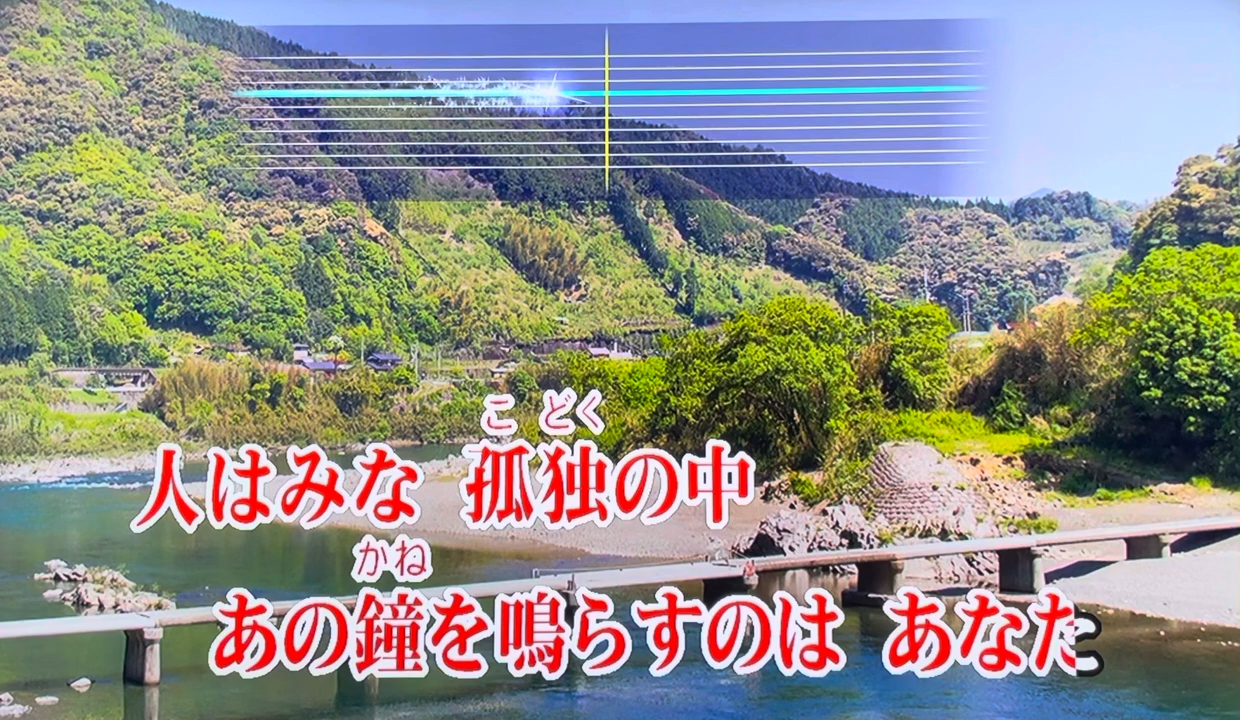 こ どく
人はみな 孤独の中
かね
あの鐘を鳴らすのは あなた